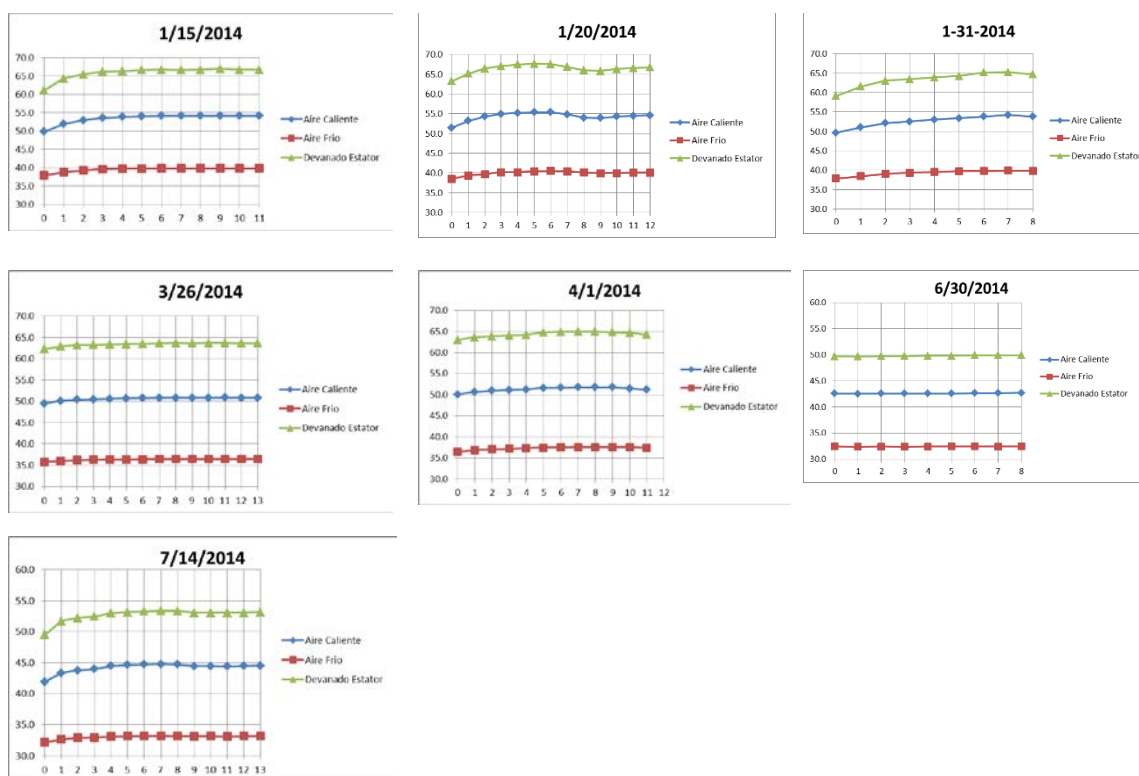 1/15/2014
70.0
65.0
60.0
55.0
50.0
45.0
40.0
35.0
30.0
0 1 2 3 4 5 6 7 8 9 10 11
Aire Caliente
Aire Frio
Devanado Estator
1/20/2014
70.0
65.0
60.0
55.0
50.0
45.0
40.0
35.0
30.0
0 1 2 3 4 5 6 7 8 9 10 11 12
Aire Caliente
Aire Frio
Devanado Estator
1-31-2014
70.0
65.0
60.0
55.0
50.0
45.0
40.0
35.0
30.0
0 1 2 3 4 5 6 7 8
Aire Caliente
Aire Frio
Devanado Estator
3/26/2014
70.0
65.0
60.0
55.0
50.0
45.0
40.0
35.0
30.0
0 1 2 3 4 5 6 7 8 9 10 11 12 13
Aire Caliente
Aire Frio
Devanado Estator
4/1/2014
70.0
65.0
60.0
55.0
50.0
45.0
40.0
35.0
30.0
0 1 2 3 4 5 6 7 8 9 10 11 12
Aire Caliente
Aire Frio
Devanado Estator
6/30/2014
60.0
55.0
50.0
45.0
40.0
35.0
30.0
0 1 2 3 4 5 6 7 8
Aire Caliente
Aire Frio
Devanado Estator
7/14/2014
60.0
55.0
50.0
45.0
40.0
35.0
30.0
0 1 2 3 4 5 6 7 8 9 10 11 12 13
Aire Caliente
Aire Frio
Devanado Estator